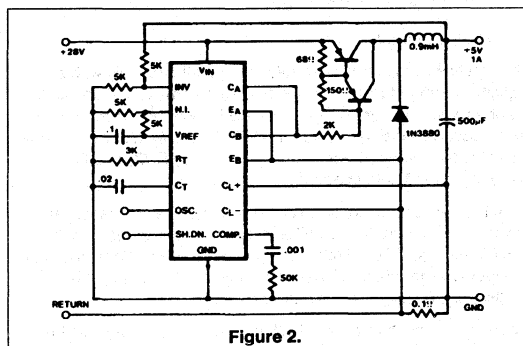 +28V
5K
5K
5K
5K
.1
3K
.02
VIN
INV
N.I.
VREF
RT
CT
OSC.
SH.DN.
COMP.
GND
CA
EA
CB
EB
CL+
CL−
68Ω
150Ω
2K
0.9mH
+5V
1A
1N3880
500µF
.001
50K
0.1Ω
RETURN
GND
Figure 2.